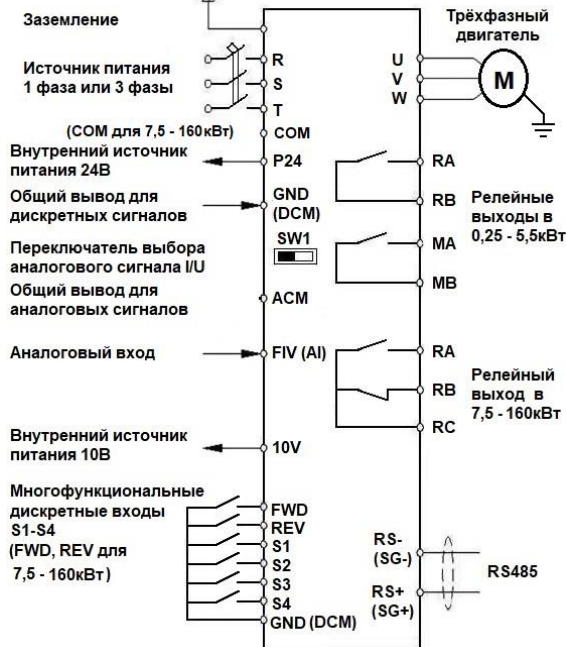 Заземление
Источник питания
1 фаза или 3 фазы
(COM для 7,5 - 160кВт)
Внутренний источник
питания 24В
Общий вывод для
дискретных сигналов
Переключатель выбора
аналогового сигнала I/U
Общий вывод для
аналоговых сигналов
Аналоговый вход
Внутренний источник
питания 10В
Многофункциональные
дискретные входы
S1-S4
(FWD, REV для
7,5 - 160кВт)
R
S
T
COM
P24
GND
(DCM)
SW1
ACM
FIV (AI)
10V
FWD
REV
S1
S2
S3
S4
GND (DCM)
U
V
W
RA
RB
MA
MB
RA
RB
RC
RS-
(SG-)
RS+
(SG+)
Трёхфазный
двигатель
M
Релейные
выходы в
0,25 - 5,5кВт
Релейный
выход в
7,5 - 160кВт
RS485